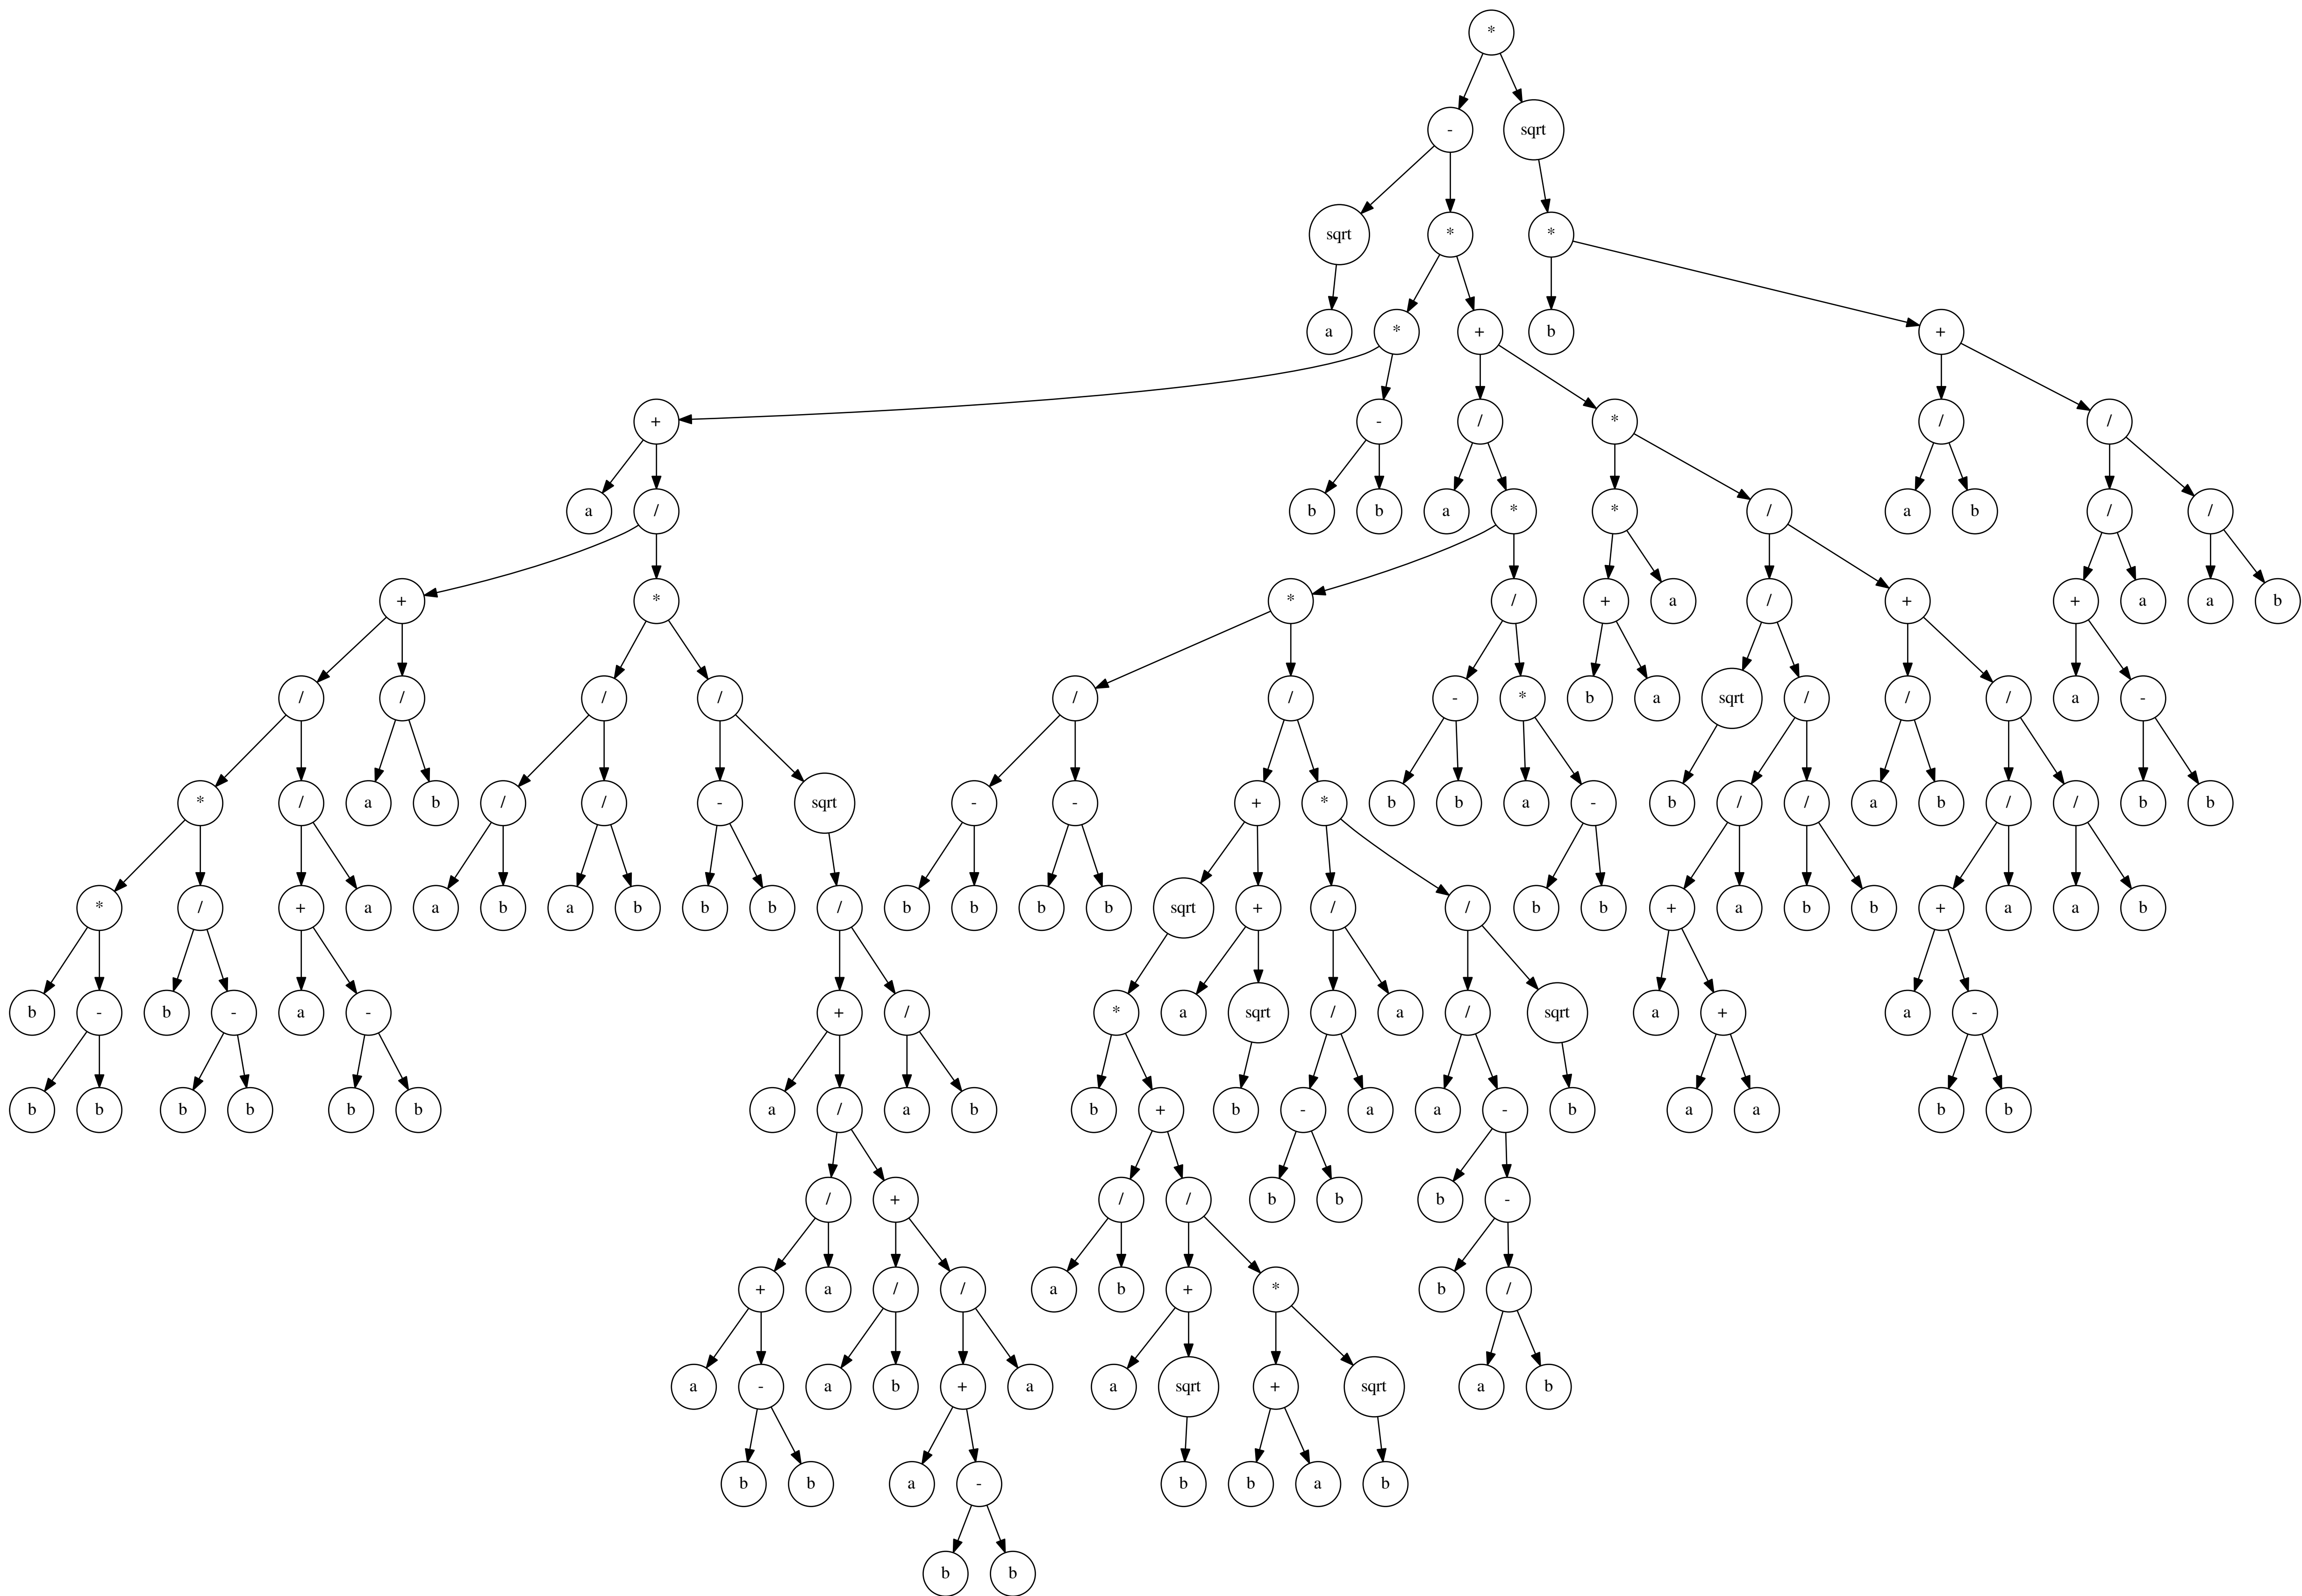 *
- sqrt
sqrt * *
a * + b +
+ - / * / /
a / b b a * * / a b / /
+ * * / + a / + + a a b
/ / / / / / - * b a sqrt / / / a -
* / a b / / - sqrt - - + * b b a - b / / a b / / b b
* / + a a b a b b b / b b b b sqrt + / / b b + a b b + a a b
b - b - a - + / * a sqrt / a / sqrt a + a -
b b b b b b a / a b b + b - a a - b a a b b
/ + / / b b b -
+ a / / a b + * b /
a - a b + a a sqrt + sqrt a b
b b a - b b a b
b b